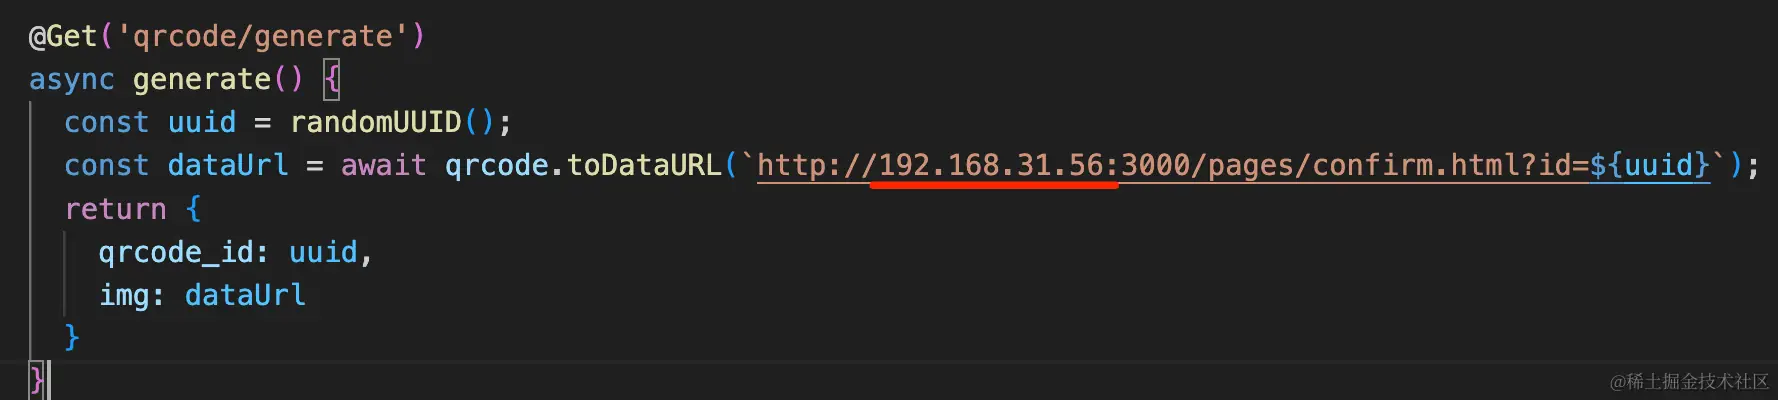 @Get('qrcode/generate')
async generate() {
  const uuid = randomUUID();
  const dataUrl = await qrcode.toDataURL(`http://192.168.31.56:3000/pages/confirm.html?id=${uuid}`);
  return {
    qrcode_id: uuid,
    img: dataUrl
  }
}
@稀土掘金技术社区